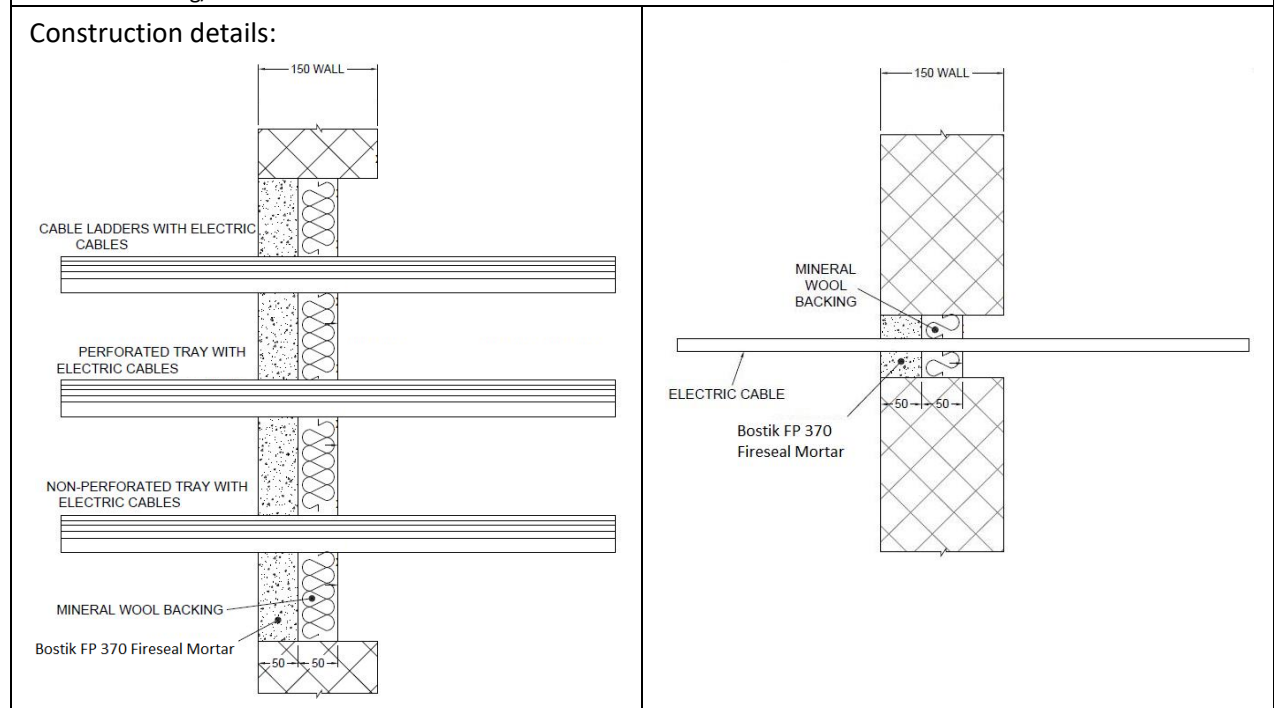 Construction details:
150 WALL
CABLE LADDERS WITH ELECTRIC
CABLES
PERFORATED TRAY WITH
ELECTRIC CABLES
NON-PERFORATED TRAY WITH
ELECTRIC CABLES
MINERAL WOOL BACKING
Bostik FP 370 Fireseal Mortar
50 50
150 WALL
MINERAL
WOOL
BACKING
ELECTRIC CABLE
50 50
Bostik FP 370
Fireseal Mortar